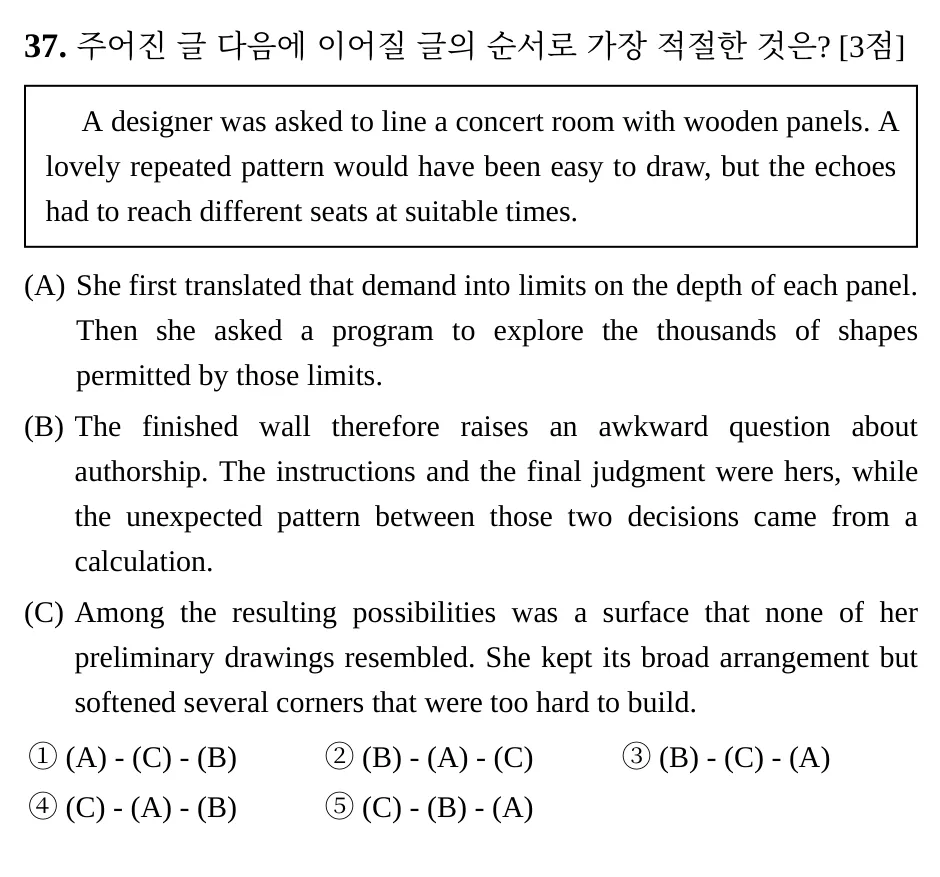 37. 주어진 글 다음에 이어질 글의 순서로 가장 적절한 것은? [3점]
A designer was asked to line a concert room with wooden panels. A
lovely repeated pattern would have been easy to draw, but the echoes
had to reach different seats at suitable times.
(A) She first translated that demand into limits on the depth of each panel.
Then she asked a program to explore the thousands of shapes
permitted by those limits.
(B) The finished wall therefore raises an awkward question about
authorship. The instructions and the final judgment were hers, while
the unexpected pattern between those two decisions came from a
calculation.
(C) Among the resulting possibilities was a surface that none of her
preliminary drawings resembled. She kept its broad arrangement but
softened several corners that were too hard to build.
① (A) - (C) - (B) ② (B) - (A) - (C) ③ (B) - (C) - (A)
④ (C) - (A) - (B) ⑤ (C) - (B) - (A)